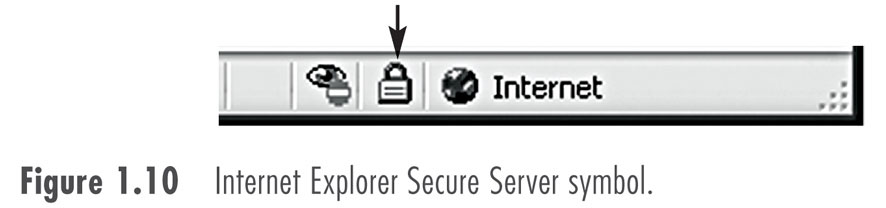 Internet
Figure 1.10 Internet Explorer Secure Server symbol.